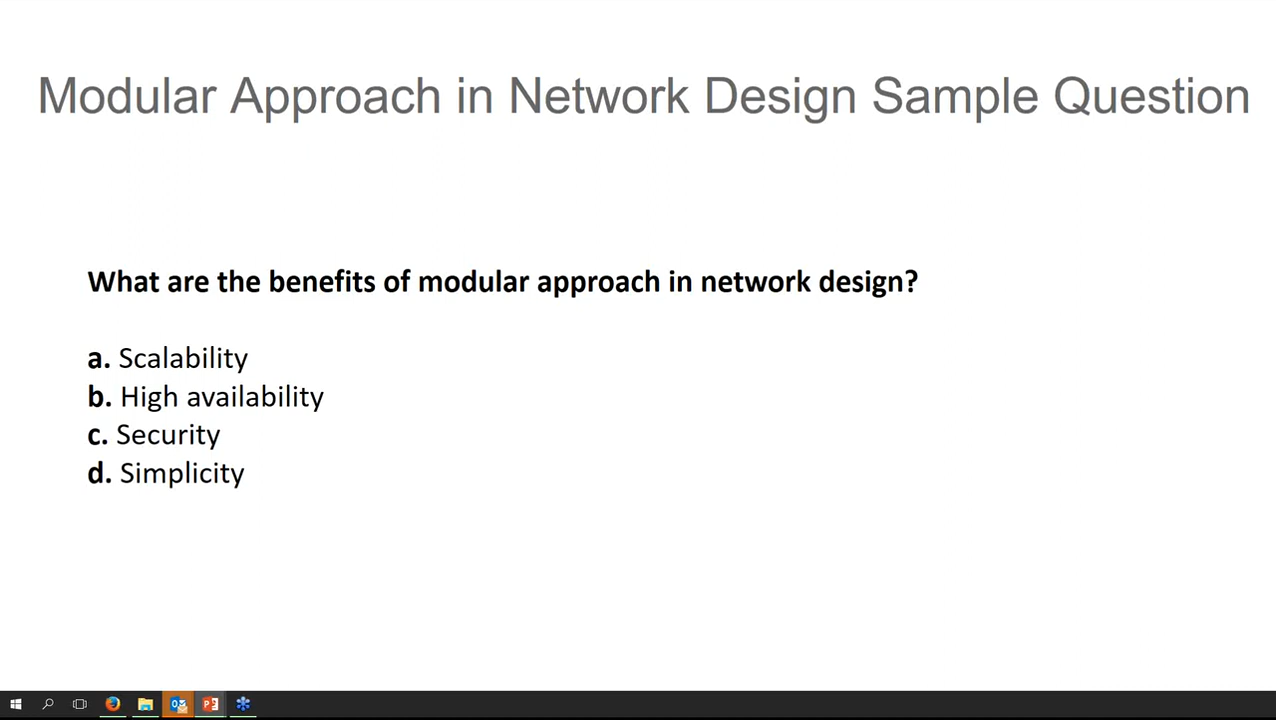 Modular Approach in Network Design Sample Question
What are the benefits of modular approach in network design?
a. Scalability
b. High availability
c. Security
d. Simplicity